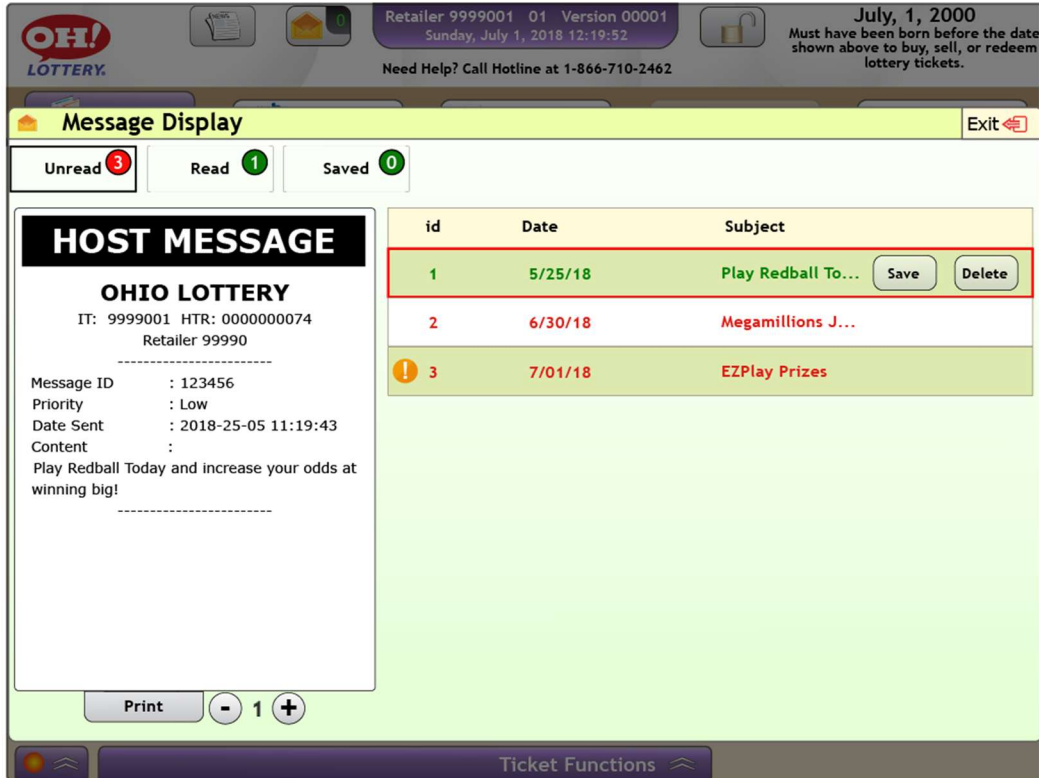 OH!
LOTTERY.
NEWS
0
Retailer 9999001 01 Version 00001
Sunday, July 1, 2018 12:19:52
Need Help? Call Hotline at 1-866-710-2462
July, 1, 2000
Must have been born before the date
shown above to buy, sell, or redeem
lottery tickets.
Message Display
Exit
Unread 3
Read 1
Saved 0
HOST MESSAGE
OHIO LOTTERY
IT: 9999001 HTR: 0000000074
Retailer 99990
------------------------
Message ID : 123456
Priority : Low
Date Sent : 2018-25-05 11:19:43
Content :
Play Redball Today and increase your odds at
winning big!
------------------------
Print - 1 +
id Date Subject
1 5/25/18 Play Redball To... Save Delete
2 6/30/18 Megamillions J...
! 3 7/01/18 EZPlay Prizes
Ticket Functions